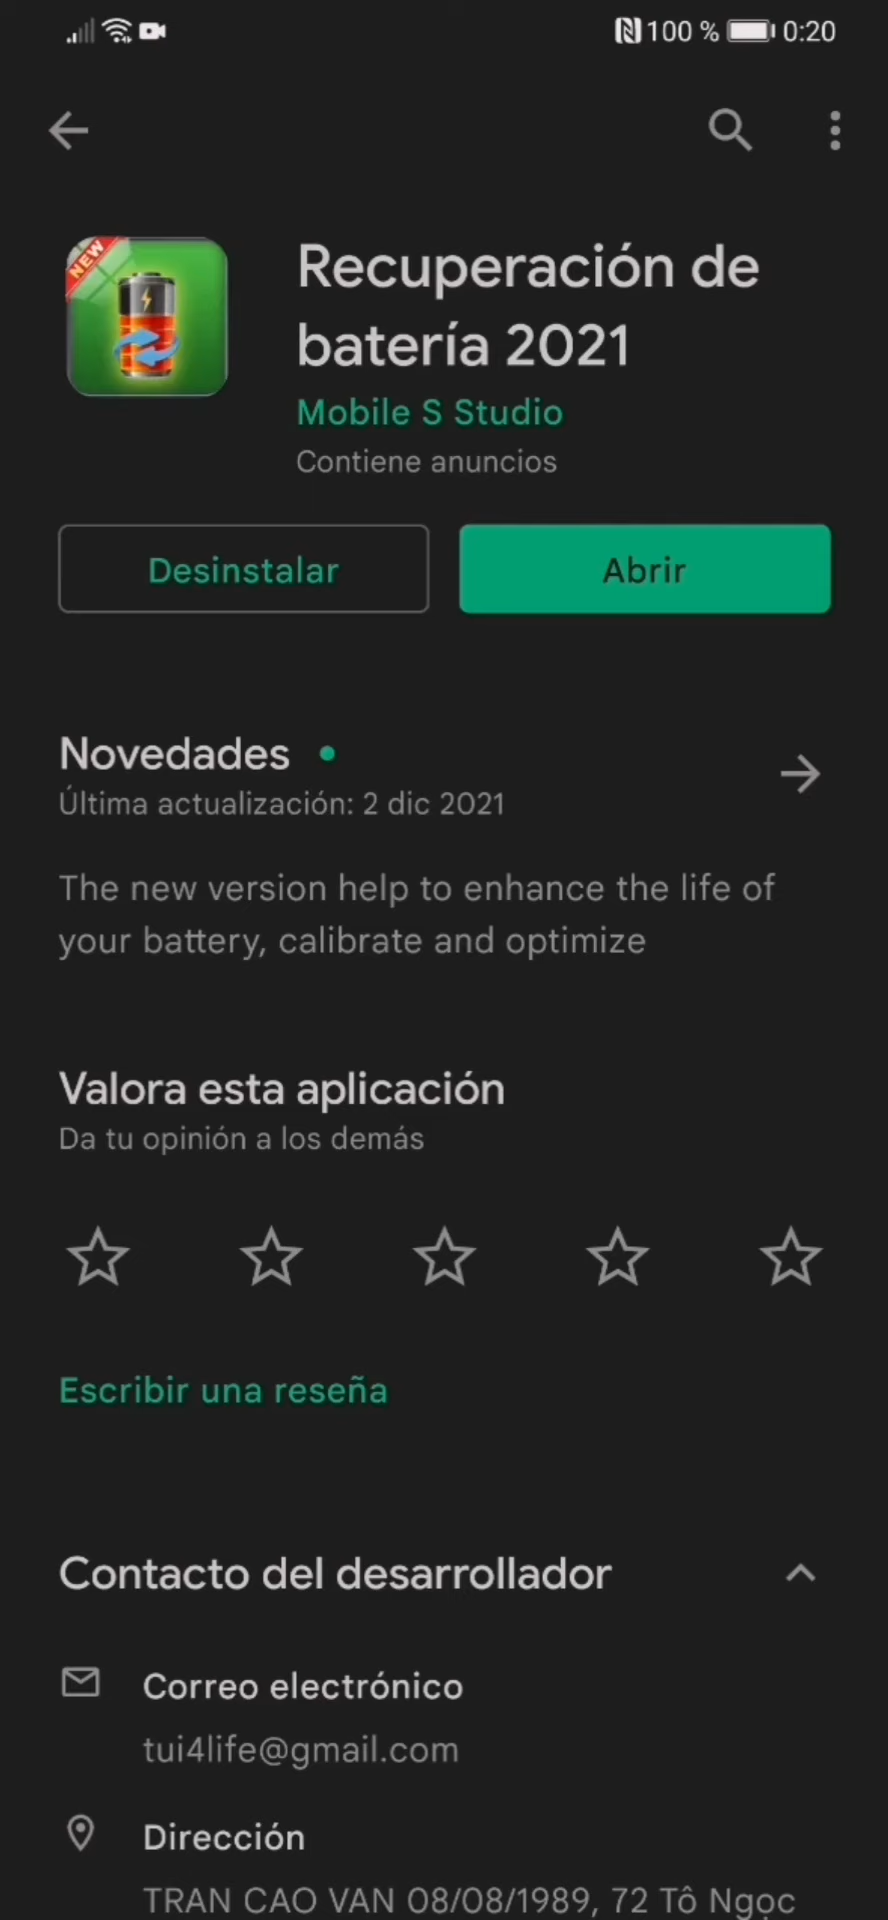 100 % 0:20
NEW
Recuperación de
batería 2021
Mobile S Studio
Contiene anuncios
Desinstalar
Abrir
Novedades
Última actualización: 2 dic 2021
The new version help to enhance the life of
your battery, calibrate and optimize
Valora esta aplicación
Da tu opinión a los demás
Escribir una reseña
Contacto del desarrollador
Correo electrónico
tui4life@gmail.com
Dirección
TRAN CAO VAN 08/08/1989, 72 Tô Ngọc